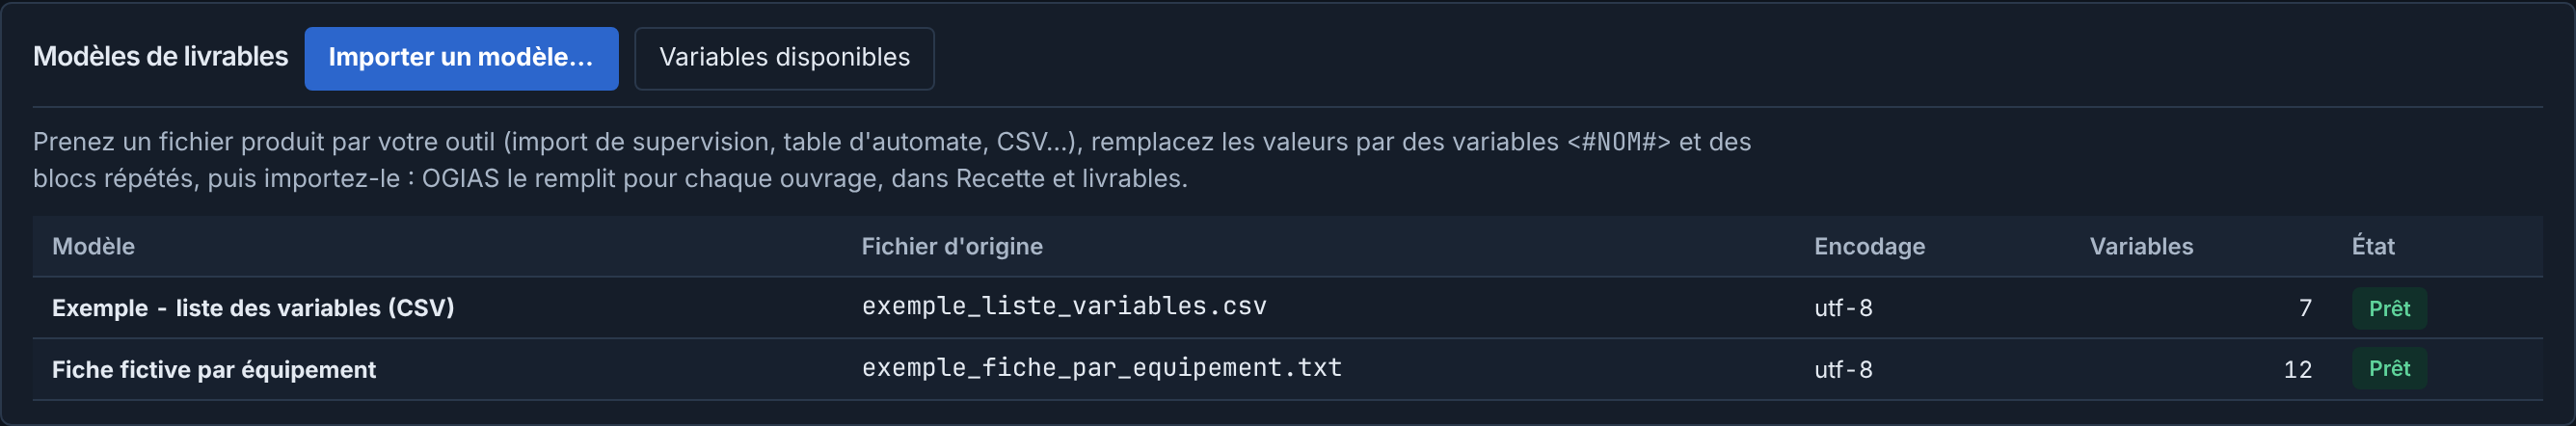 Modèles de livrables Importer un modèle... Variables disponibles
Prenez un fichier produit par votre outil (import de supervision, table d'automate, CSV...), remplacez les valeurs par des variables <#NOM#> et des
blocs répétés, puis importez-le : OGIAS le remplit pour chaque ouvrage, dans Recette et livrables.
Modèle Fichier d'origine Encodage Variables État
Exemple - liste des variables (CSV) exemple_liste_variables.csv utf-8 7 Prêt
Fiche fictive par équipement exemple_fiche_par_equipement.txt utf-8 12 Prêt